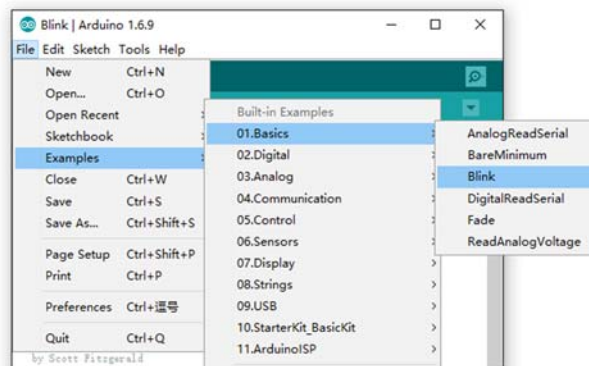 Blink | Arduino 1.6.9
File Edit Sketch Tools Help
New Ctrl+N
Open... Ctrl+O
Open Recent
Sketchbook
Examples
Close Ctrl+W
Save Ctrl+S
Save As... Ctrl+Shift+S
Page Setup Ctrl+Shift+P
Print Ctrl+P
Preferences Ctrl+逗号
Quit Ctrl+Q
by Scott Fitzgerald
Built-in Examples
01.Basics
02.Digital
03.Analog
04.Communication
05.Control
06.Sensors
07.Display
08.Strings
09.USB
10.StarterKit_BasicKit
11.ArduinoISP
AnalogReadSerial
BareMinimum
Blink
DigitalReadSerial
Fade
ReadAnalogVoltage